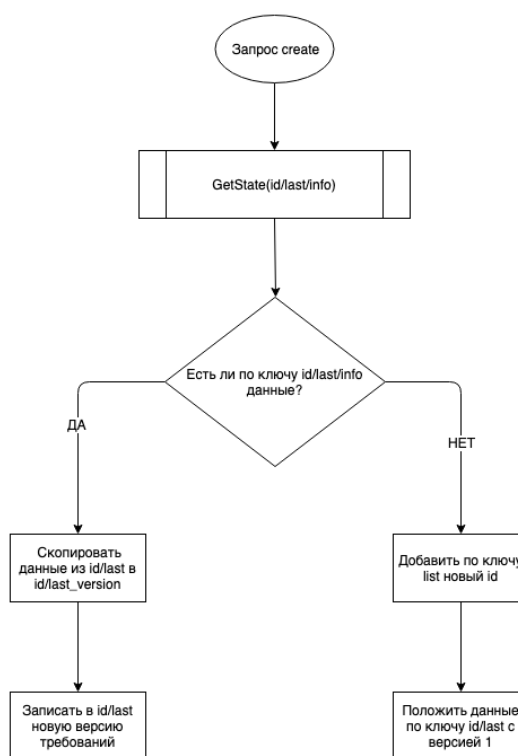 Запрос create
GetState(id/last/info)
Есть ли по ключу id/last/info
данные?
ДА
НЕТ
Скопировать
данные из id/last в
id/last_version
Добавить по ключу
list новый id
Записать в id/last
новую версию
требований
Положить данные
по ключу id/last с
версией 1